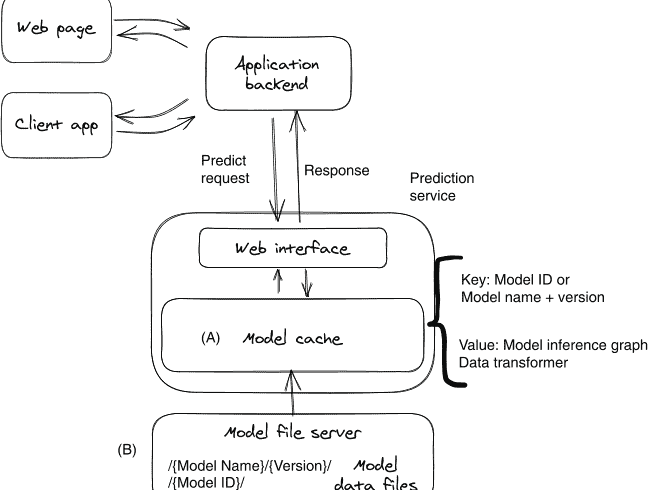 Web page
Application
backend
Client app
Predict
request
Response
Prediction
service
Web interface
Key: Model ID or
Model name + version
(A) Model cache
Value: Model inference graph
Data transformer
Model file server
(B)
/{Model Name}/{Version}/
/{Model ID}/
Model
data files